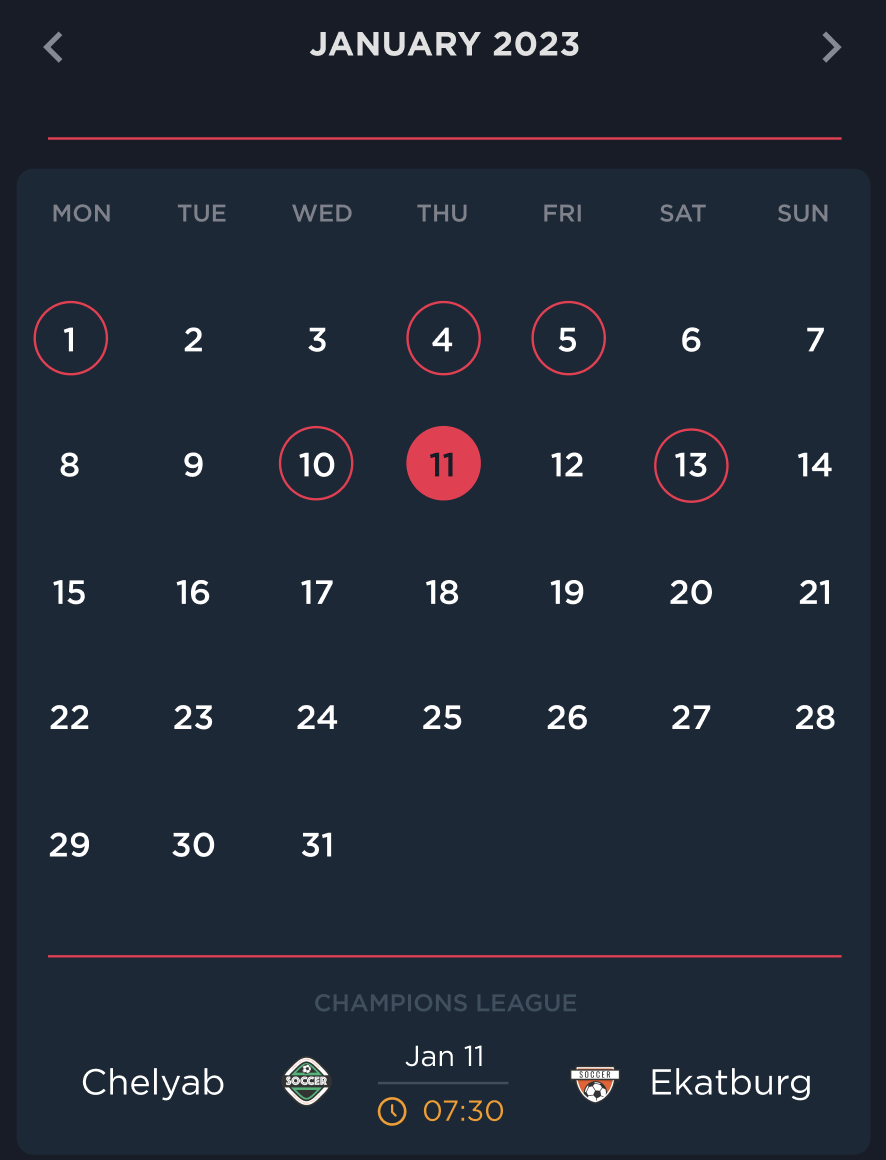 JANUARY 2023
MON TUE WED THU FRI SAT SUN
1 2 3 4 5 6 7
8 9 10 11 12 13 14
15 16 17 18 19 20 21
22 23 24 25 26 27 28
29 30 31
CHAMPIONS LEAGUE
Chelyab SOCCER Jan 11 SOCCER Ekatburg
07:30